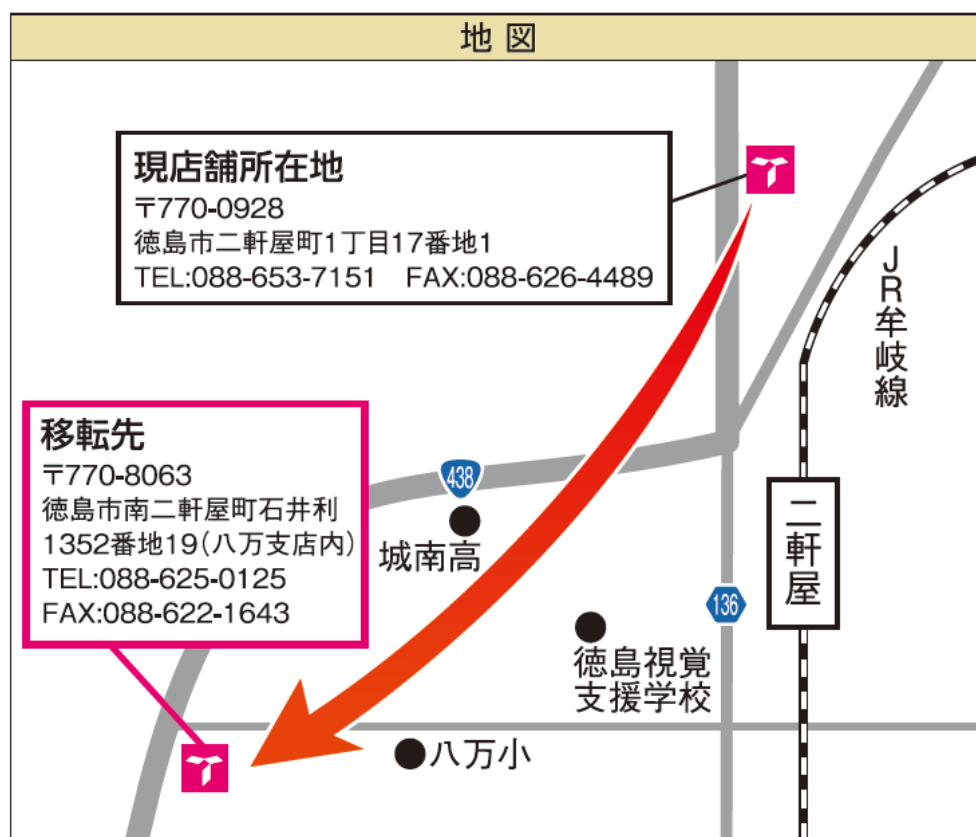 地図
現店舗所在地
〒770-0928
徳島市二軒屋町1丁目17番地1
TEL:088-653-7151　FAX:088-626-4489
JR牟岐線
移転先
〒770-8063
徳島市南二軒屋町石井利
1352番地19(八万支店内)
TEL:088-625-0125
FAX:088-622-1643
438
城南高
二軒屋
136
徳島視覚
支援学校
八万小